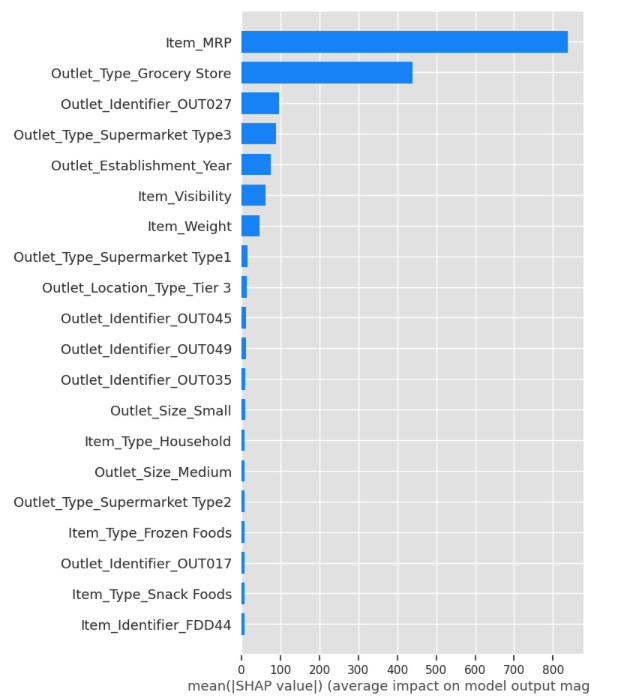 Item_MRP
Outlet_Type_Grocery Store
Outlet_Identifier_OUT027
Outlet_Type_Supermarket Type3
Outlet_Establishment_Year
Item_Visibility
Item_Weight
Outlet_Type_Supermarket Type1
Outlet_Location_Type_Tier 3
Outlet_Identifier_OUT045
Outlet_Identifier_OUT049
Outlet_Identifier_OUT035
Outlet_Size_Small
Item_Type_Household
Outlet_Size_Medium
Outlet_Type_Supermarket Type2
Item_Type_Frozen Foods
Outlet_Identifier_OUT017
Item_Type_Snack Foods
Item_Identifier_FDD44
0 100 200 300 400 500 600 700 800
mean(|SHAP value|) (average impact on model output mag